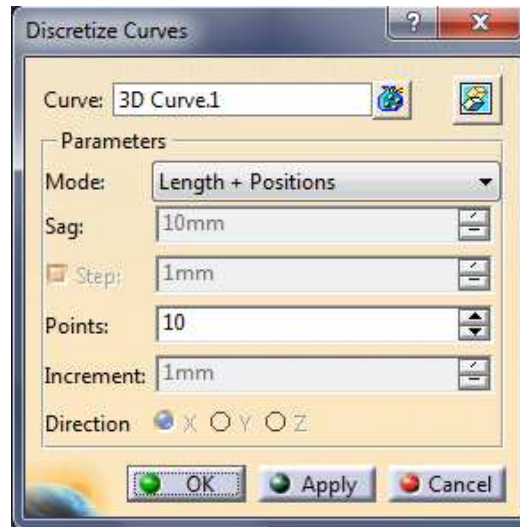 Discretize Curves
? X
Curve: 3D Curve.1
Parameters
Mode: Length + Positions
Sag: 10mm
Step: 1mm
Points: 10
Increment: 1mm
Direction X Y Z
OK Apply Cancel